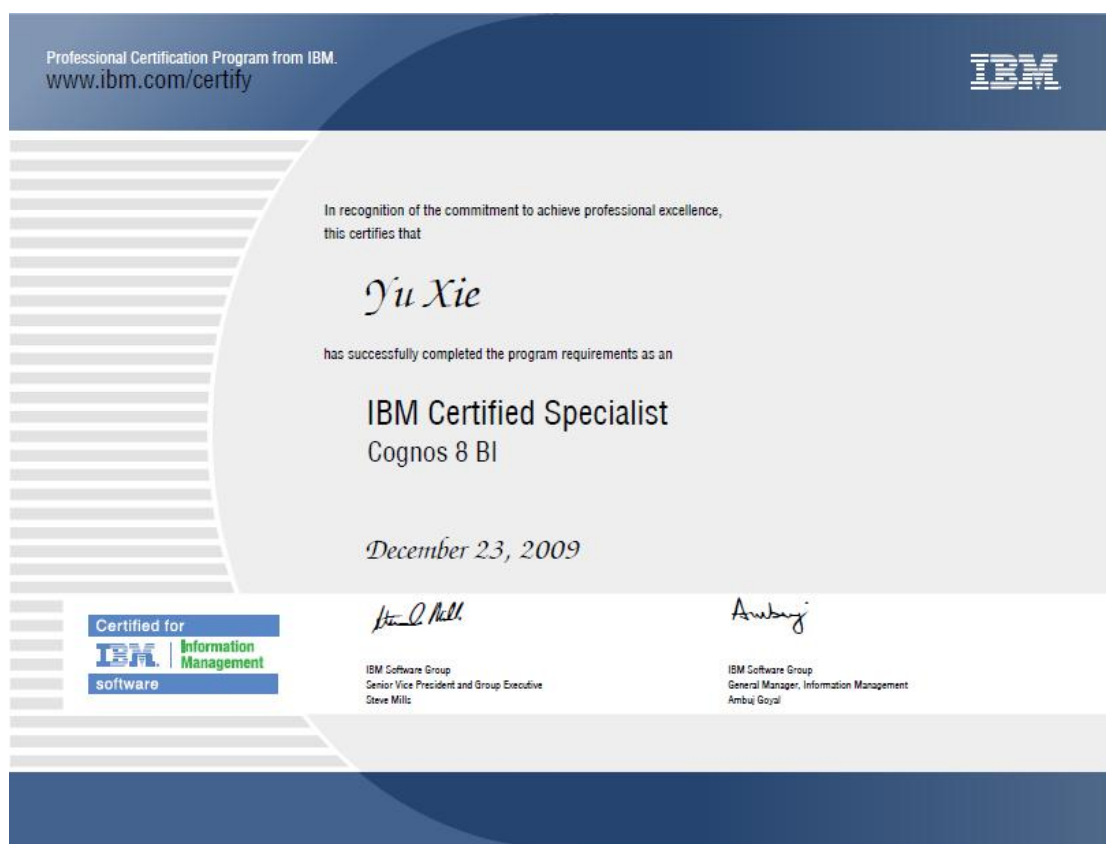 Professional Certification Program from IBM.
www.ibm.com/certify
IBM
In recognition of the commitment to achieve professional excellence,
this certifies that
Yu Xie
has successfully completed the program requirements as an
IBM Certified Specialist
Cognos 8 BI
December 23, 2009
Certified for
IBM. Information
Management
software
IBM Software Group
Senior Vice President and Group Executive
Steve Mills
Ambuj
IBM Software Group
General Manager, Information Management
Ambuj Goyal